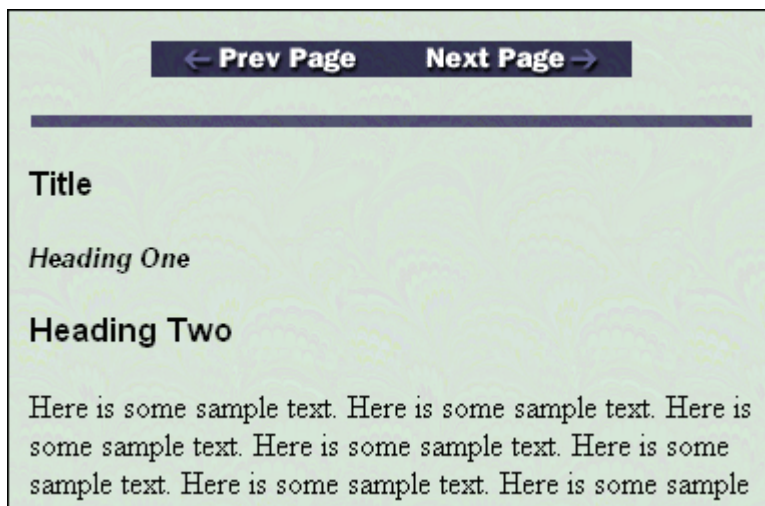 ← Prev Page Next Page →
Title
Heading One
Heading Two
Here is some sample text. Here is some sample text. Here is
some sample text. Here is some sample text. Here is some
sample text. Here is some sample text. Here is some sample